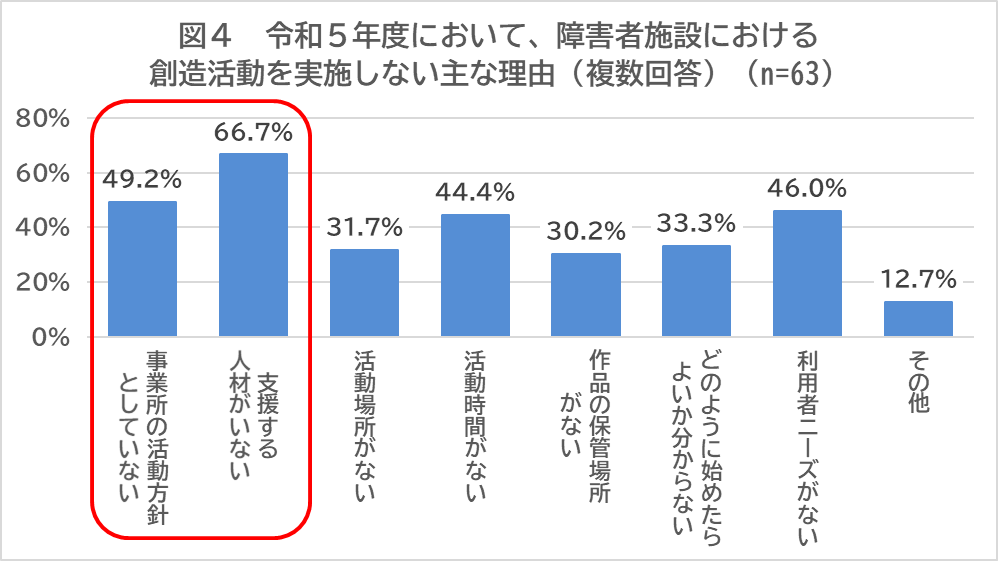 図４　令和５年度において、障害者施設における
創造活動を実施しない主な理由（複数回答）（n=63）
80%
60%
40%
20%
0%
49.2%
66.7%
31.7%
44.4%
30.2%
33.3%
46.0%
12.7%
事業所の活動方針
としていない
支援する
人材がいない
活動場所がない
活動時間がない
作品の保管場所
がない
どのように始めたら
よいか分からない
利用者ニーズがない
その他